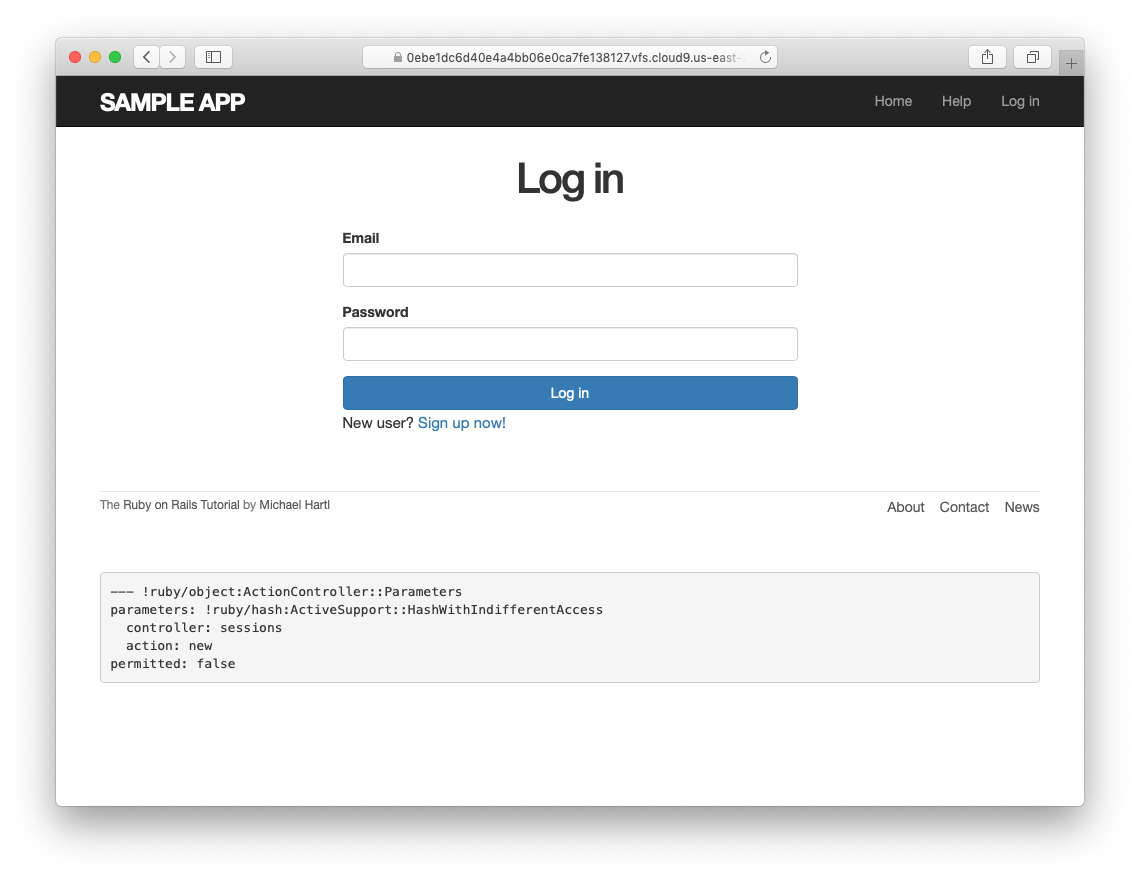 0ebe1dc6d40e4a4bb06e0ca7fe138127.vfs.cloud9.us-east-
SAMPLE APP
Home Help Log in
Log in
Email
Password
Log in
New user? Sign up now!
The Ruby on Rails Tutorial by Michael Hartl
About Contact News
--- !ruby/object:ActionController::Parameters
parameters: !ruby/hash:ActiveSupport::HashWithIndifferentAccess
  controller: sessions
  action: new
permitted: false